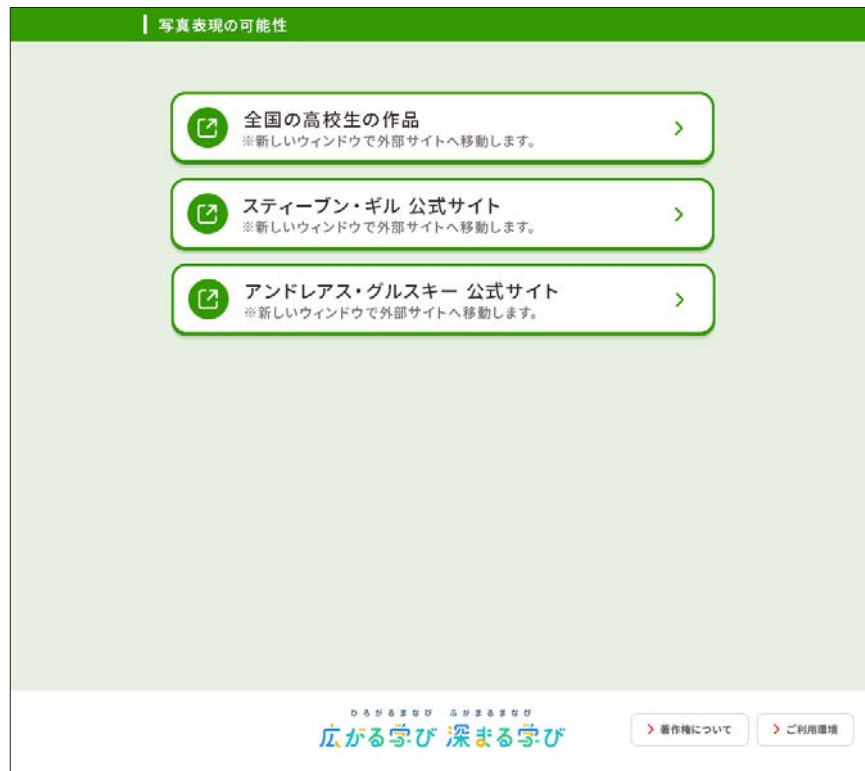 写真表現の可能性
全国の高校生の作品
※新しいウィンドウで外部サイトへ移動します。
スティーブン・ギル 公式サイト
※新しいウィンドウで外部サイトへ移動します。
アンドレアス・グルスキー 公式サイト
※新しいウィンドウで外部サイトへ移動します。
ひろがるまなび ふかまるまなび
広がる学び 深まる学び
著作権について
ご利用環境